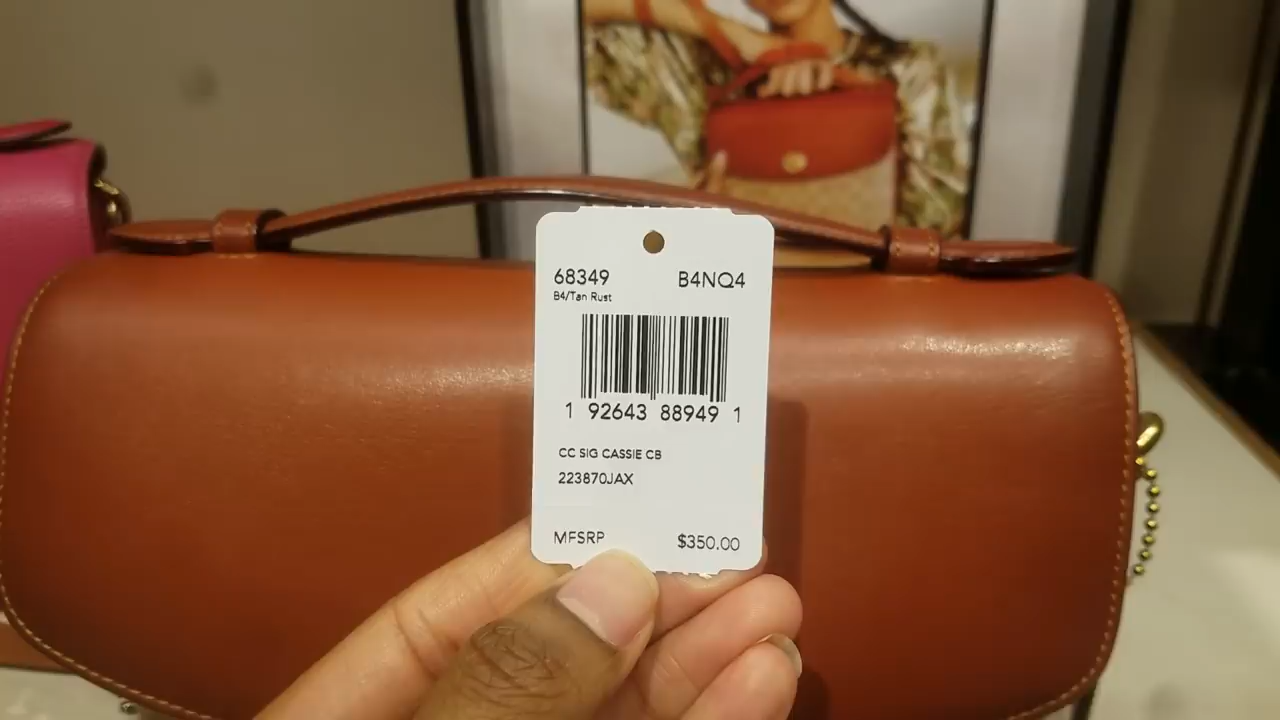 68349 B4NQ4
B4/Tan Rust
1 92643 88949 1
CC SIG CASSIE CB
223870JAX
MFSRP $350.00